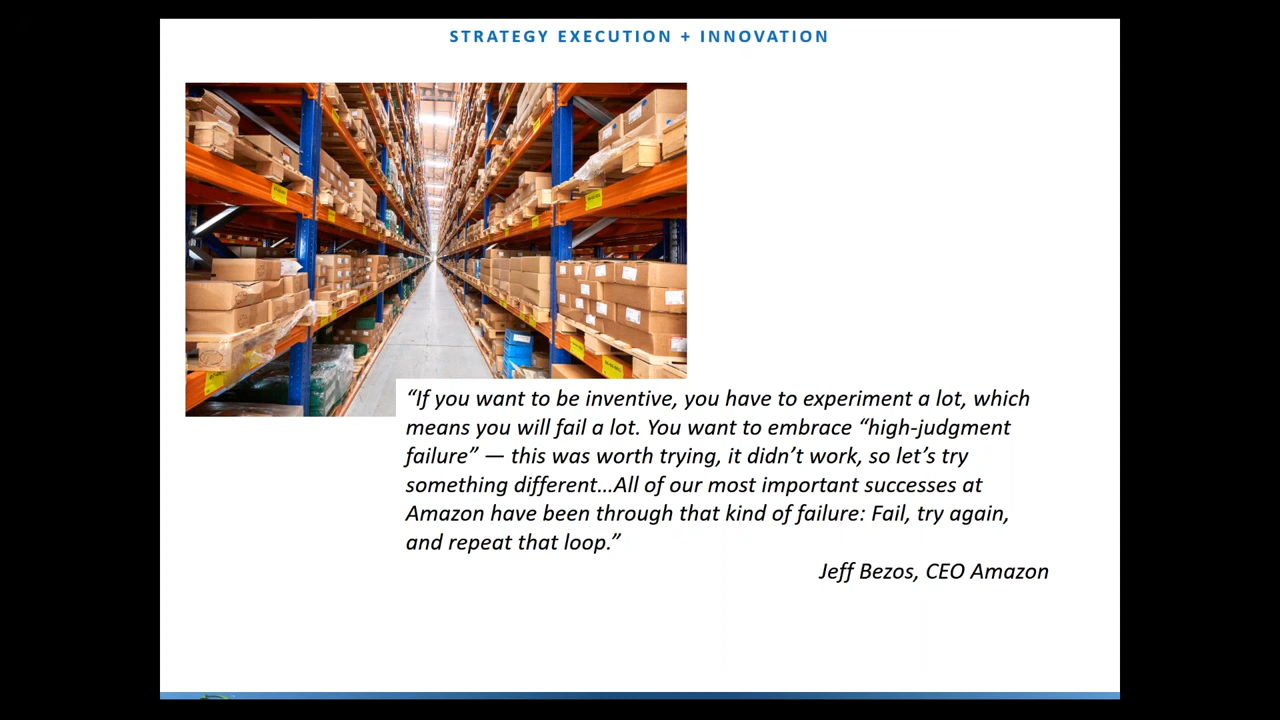 STRATEGY EXECUTION + INNOVATION
“If you want to be inventive, you have to experiment a lot, which
means you will fail a lot. You want to embrace “high-judgment
failure” — this was worth trying, it didn’t work, so let’s try
something different…All of our most important successes at
Amazon have been through that kind of failure: Fail, try again,
and repeat that loop.”
Jeff Bezos, CEO Amazon